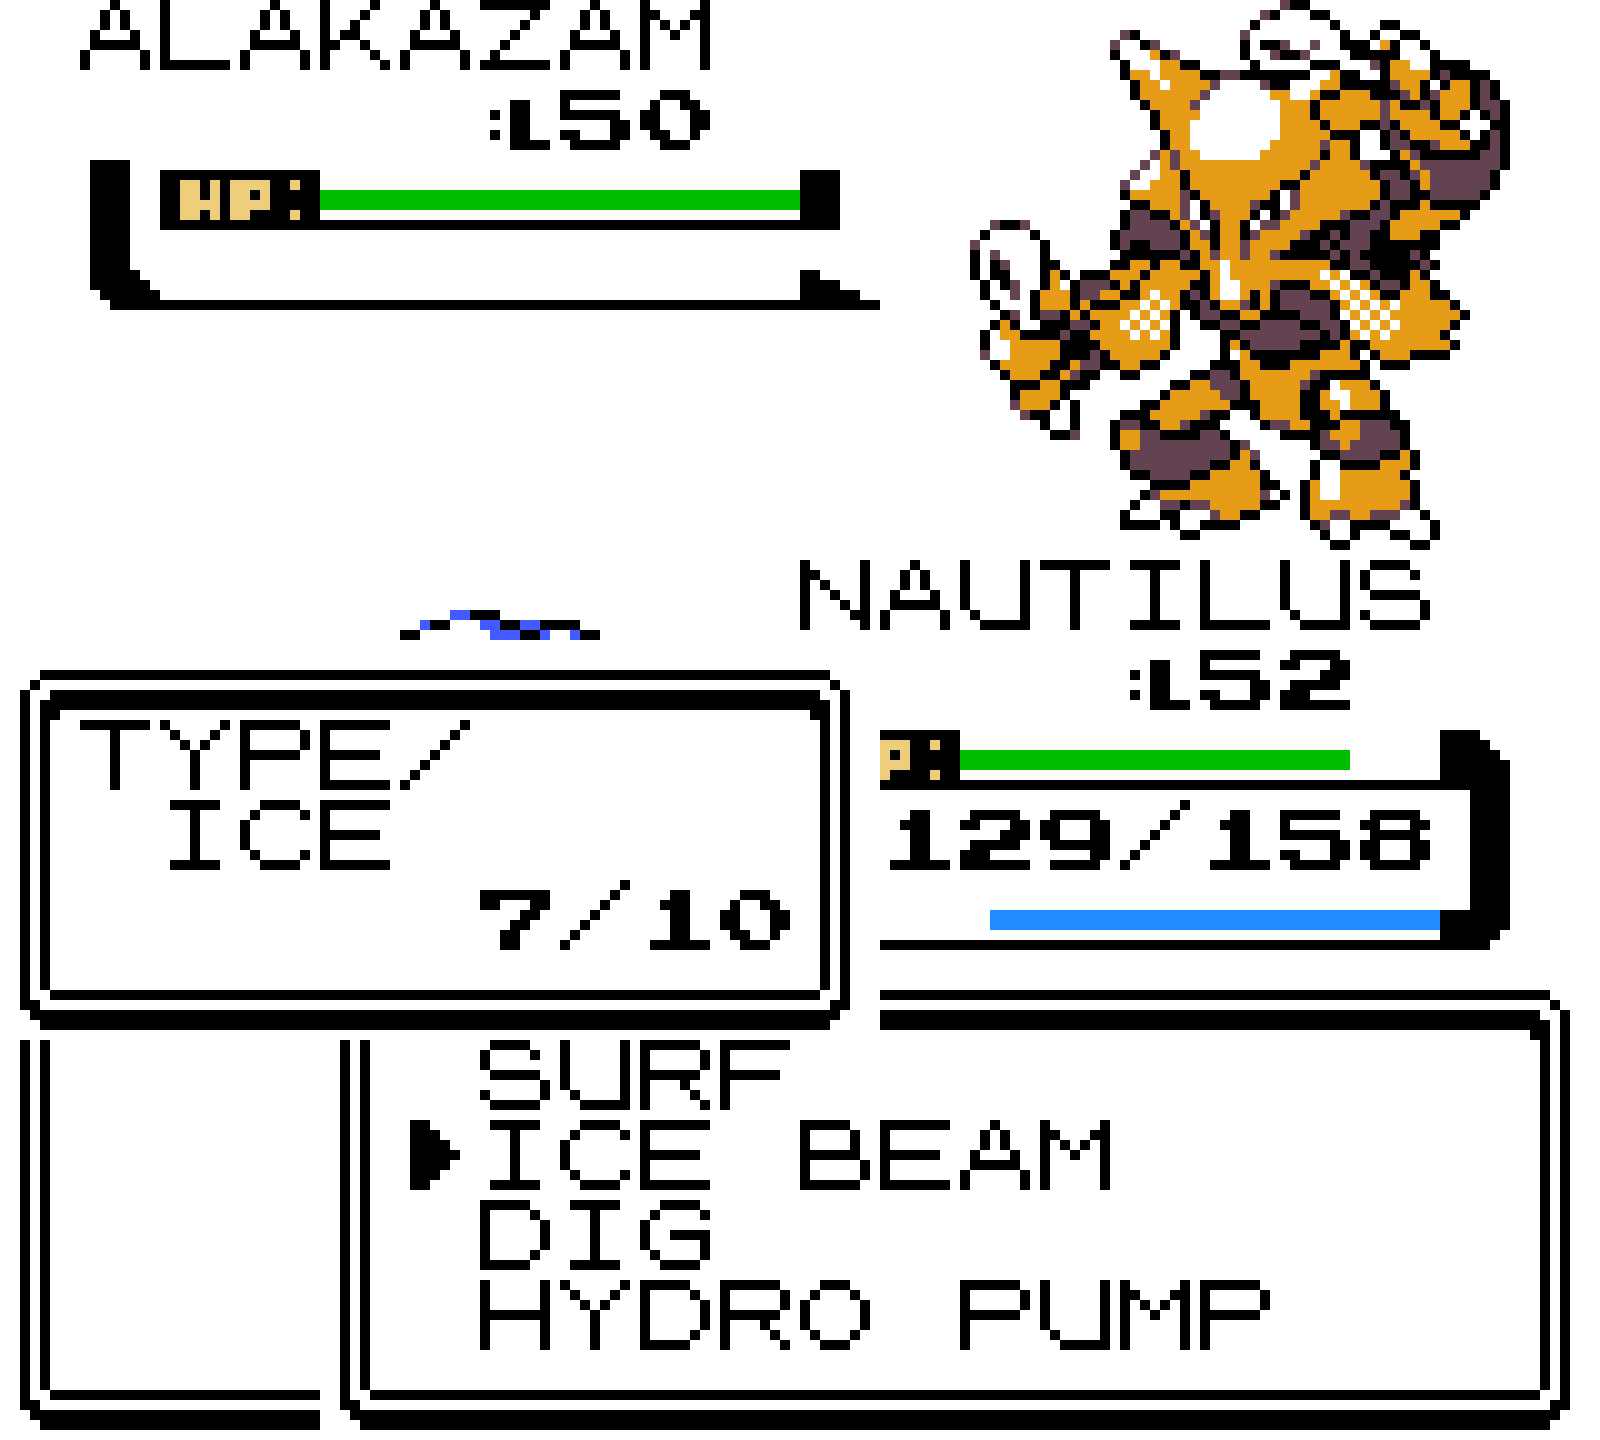 ALAKAZAM
:L50
HP:
NAUTILUS
:L52
P:
129/158
TYPE/
ICE
7/10
SURF
▶ICE BEAM
DIG
HYDRO PUMP